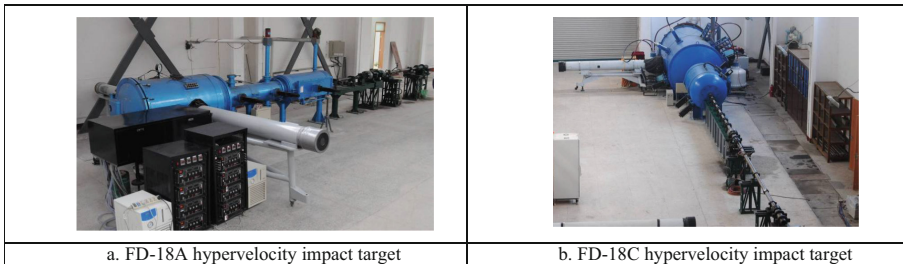 a. FD-18A hypervelocity impact target
b. FD-18C hypervelocity impact target